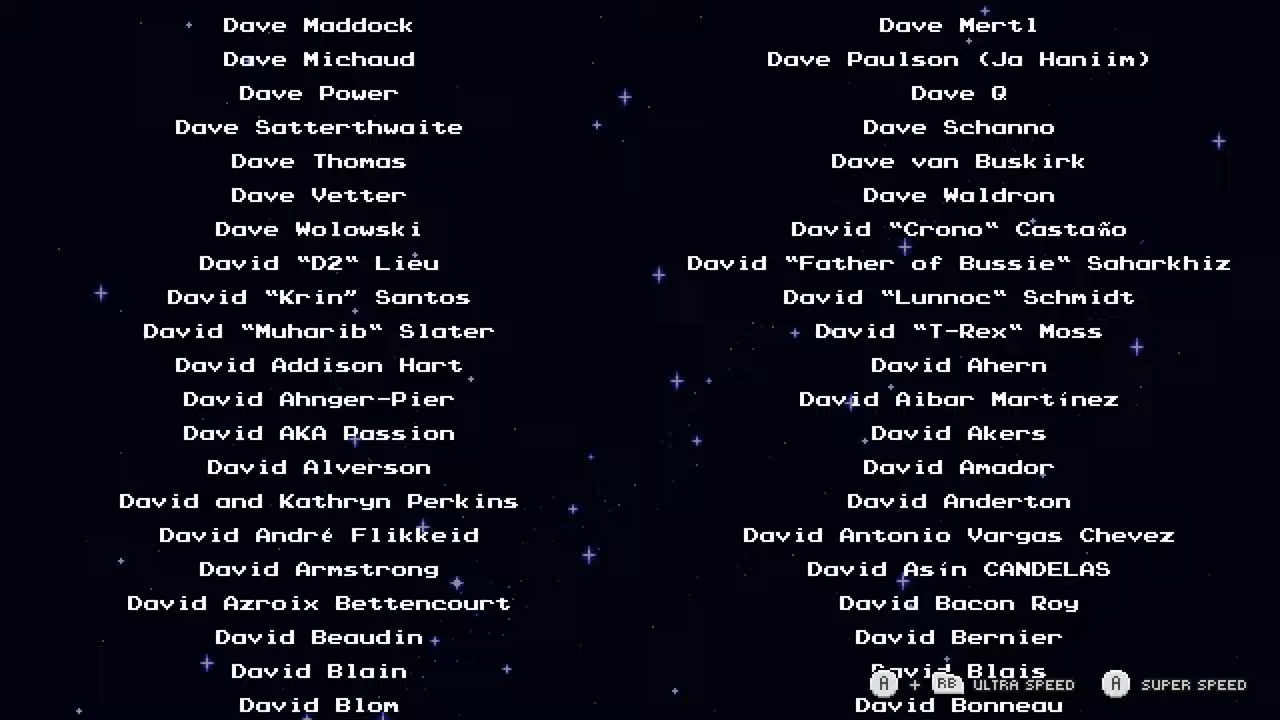 Dave Maddock
Dave Mertl
Dave Michaud
Dave Paulson (Ja Haniim)
Dave Power
Dave Q
Dave Satterthwaite
Dave Schanno
Dave Thomas
Dave van Buskirk
Dave Vetter
Dave Waldron
Dave Wolowski
David “Crono“ Castaño
David “D2“ Lieu
David “Father of Bussie“ Saharkhiz
David “Krin” Santos
David “Lunnoc“ Schmidt
David “Muharib“ Slater
David “T-Rex“ Moss
David Addison Hart
David Ahern
David Ahnger-Pier
David Aibar Martínez
David AKA Passion
David Akers
David Alverson
David Amador
David and Kathryn Perkins
David Anderton
David André Flikkeid
David Antonio Vargas Chevez
David Armstrong
David Asín CANDELAS
David Azroix Bettencourt
David Bacon Roy
David Beaudin
David Bernier
David Blain
David Blais
A + RB ULTRA SPEED A SUPER SPEED
David Blom
David Bonneau